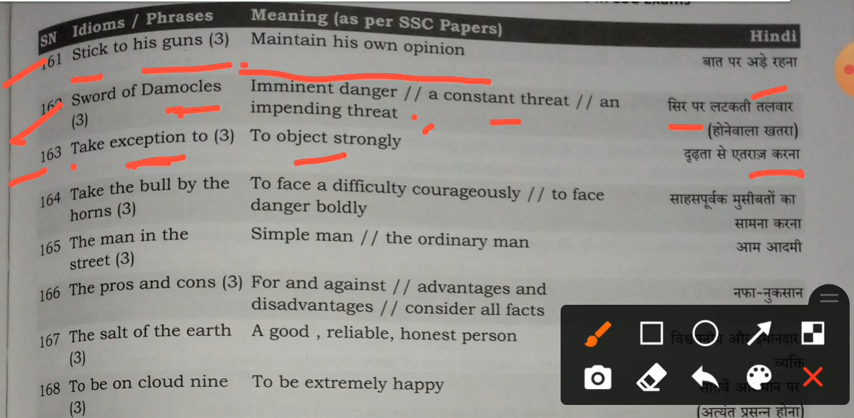 SN Idioms / Phrases Meaning (as per SSC Papers) Hindi
161 Stick to his guns (3) Maintain his own opinion बात पर अड़े रहना
162 Sword of Damocles Imminent danger // a constant threat // an सिर पर लटकती तलवार
(3) impending threat (होनेवाला खतरा)
163 Take exception to (3) To object strongly दृढ़ता से एतराज़ करना
164 Take the bull by the To face a difficulty courageously // to face साहसपूर्वक मुसीबतों का
horns (3) danger boldly सामना करना
165 The man in the Simple man // the ordinary man आम आदमी
street (3)
166 The pros and cons (3) For and against // advantages and नफा-नुकसान
disadvantages // consider all facts
167 The salt of the earth A good , reliable, honest person
(3) व्यक्ति
168 To be on cloud nine To be extremely happy
(3) (अत्यंत प्रसन्न होना)